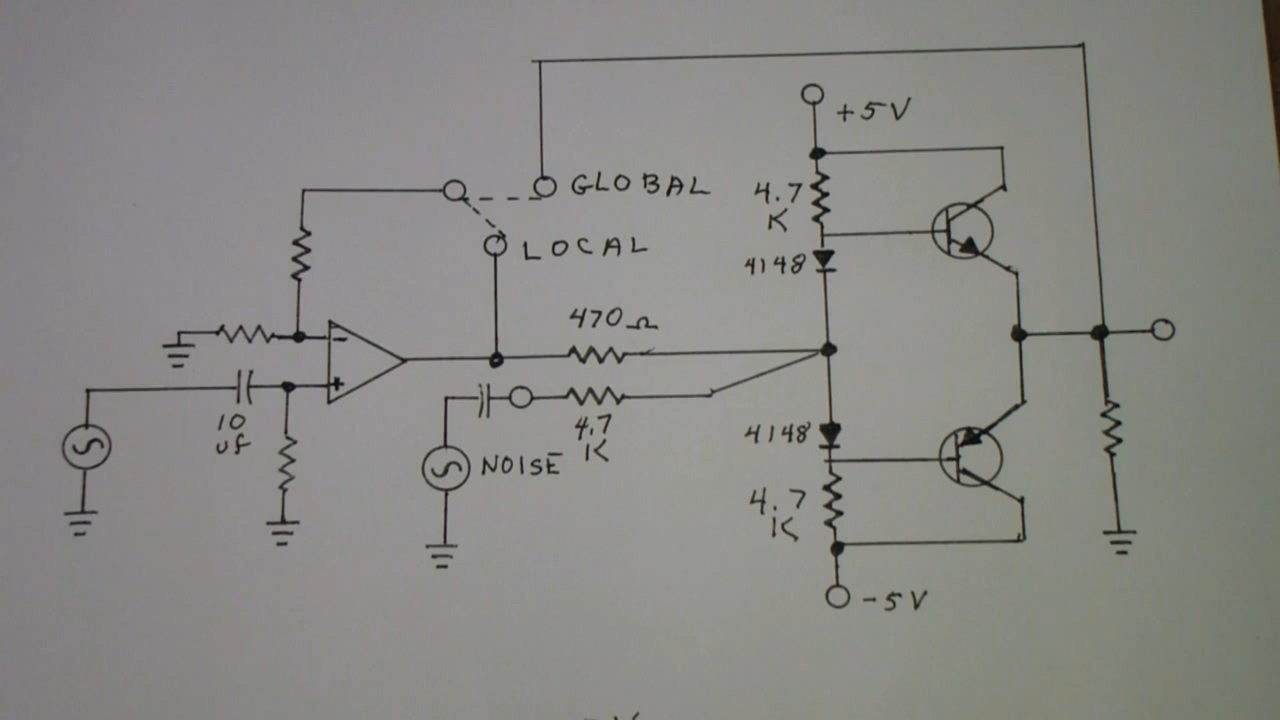 +5V
GLOBAL
4.7
K
LOCAL
4148
470Ω
-
+
10
uf
4.7
K
NOISE
4148
4.7
K
-5V